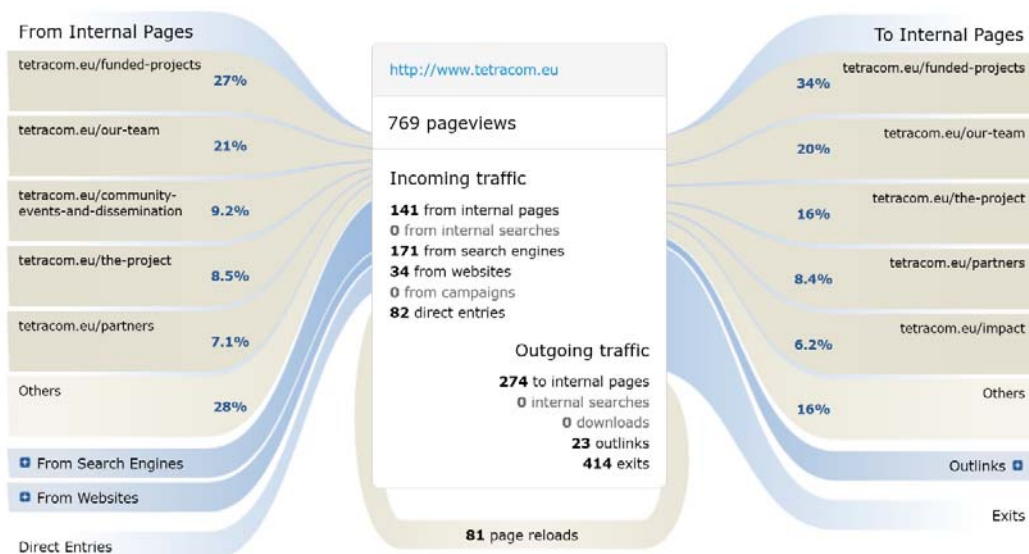 From Internal Pages
tetracom.eu/funded-projects
27%
tetracom.eu/our-team
21%
tetracom.eu/community-
events-and-dissemination
9.2%
tetracom.eu/the-project
8.5%
tetracom.eu/partners
7.1%
Others
28%
From Search Engines
From Websites
Direct Entries
http://www.tetracom.eu
769 pageviews
Incoming traffic
141 from internal pages
0 from internal searches
171 from search engines
34 from websites
0 from campaigns
82 direct entries
Outgoing traffic
274 to internal pages
0 internal searches
0 downloads
23 outlinks
414 exits
81 page reloads
To Internal Pages
tetracom.eu/funded-projects
34%
tetracom.eu/our-team
20%
tetracom.eu/the-project
16%
tetracom.eu/partners
8.4%
tetracom.eu/impact
6.2%
Others
16%
Outlinks
Exits